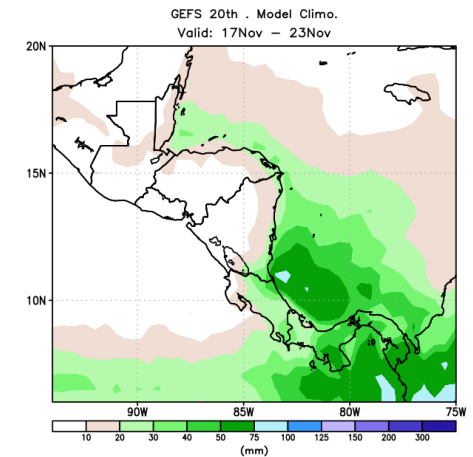 GEFS 20th . Model Climo.
Valid: 17Nov – 23Nov
20N
15N
10N
90W 85W 80W 75W
10 20 30 40 50 75 100 125 150 200 300
(mm)